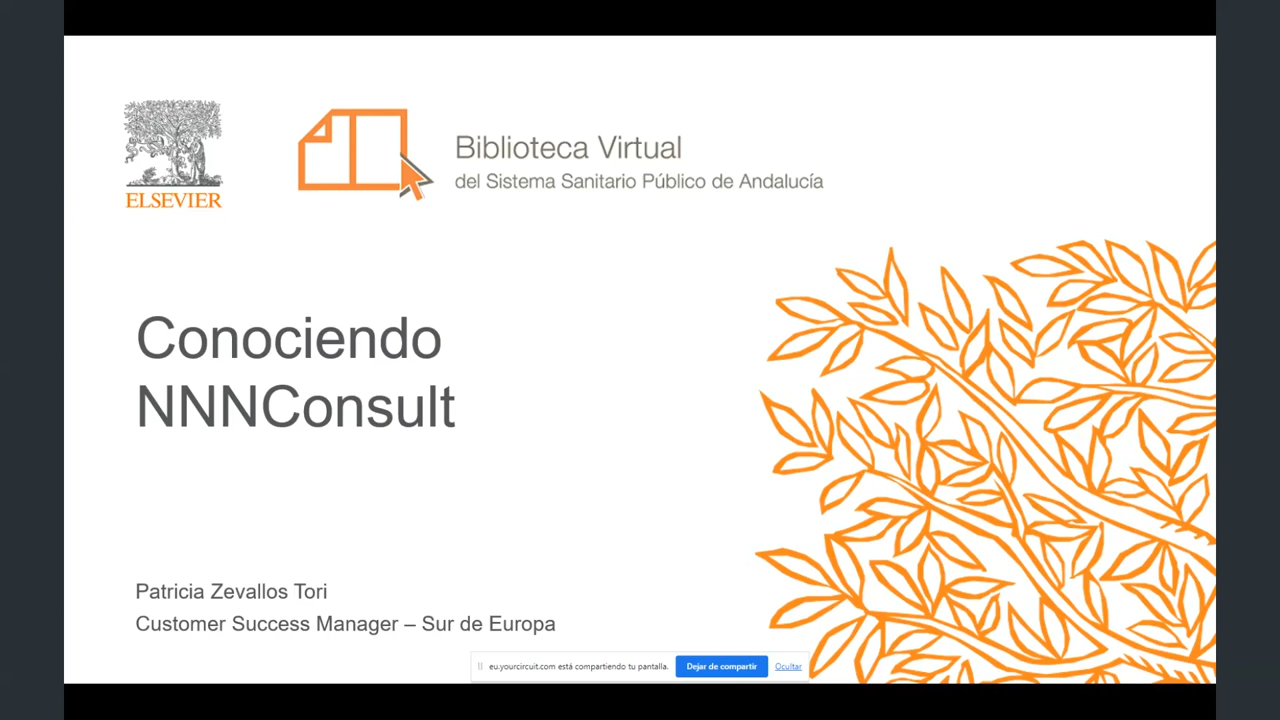 ELSEVIER
Biblioteca Virtual
del Sistema Sanitario Público de Andalucía
Conociendo
NNNConsult
Patricia Zevallos Tori
Customer Success Manager – Sur de Europa
eu.yourcircuit.com está compartiendo tu pantalla.
Dejar de compartir
Ocultar